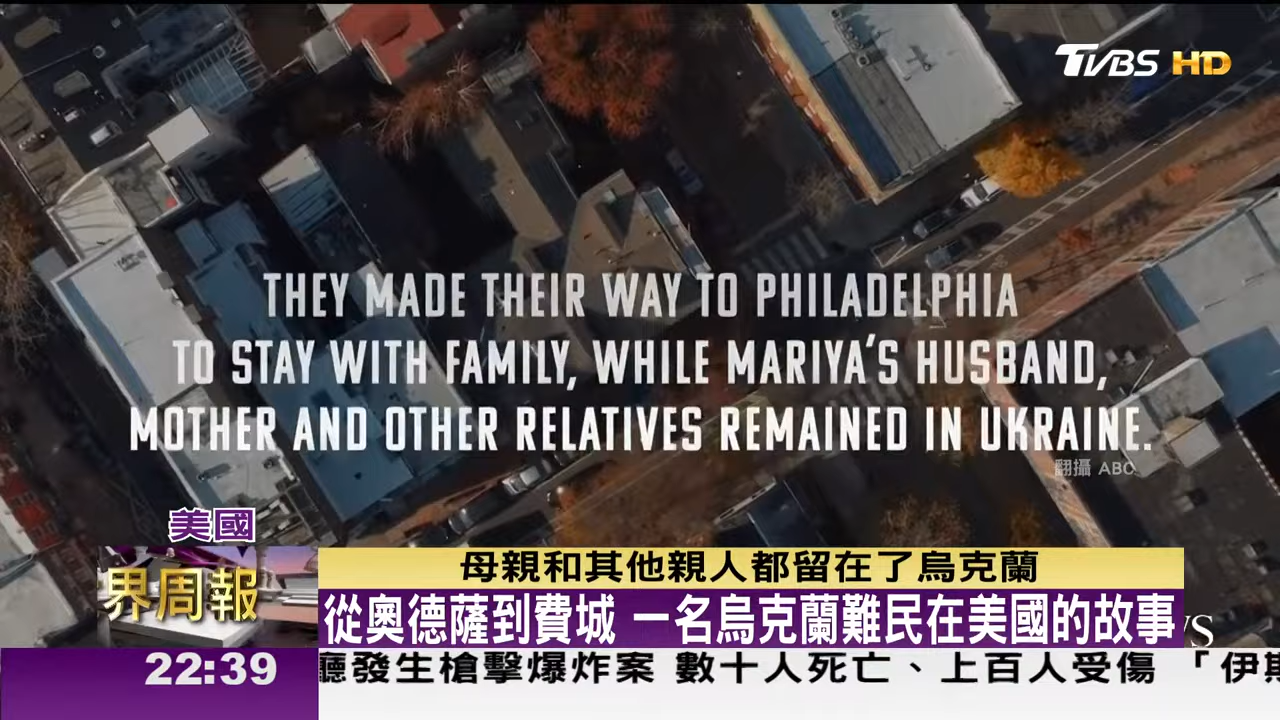 TVBS HD
THEY MADE THEIR WAY TO PHILADELPHIA
TO STAY WITH FAMILY, WHILE MARIYA'S HUSBAND,
MOTHER AND OTHER RELATIVES REMAINED IN UKRAINE.
翻攝 ABC
美國
界周報
母親和其他親人都留在了烏克蘭
從奧德薩到費城 一名烏克蘭難民在美國的故事
22:39
廳發生槍擊爆炸案 數十人死亡、上百人受傷 「伊斯